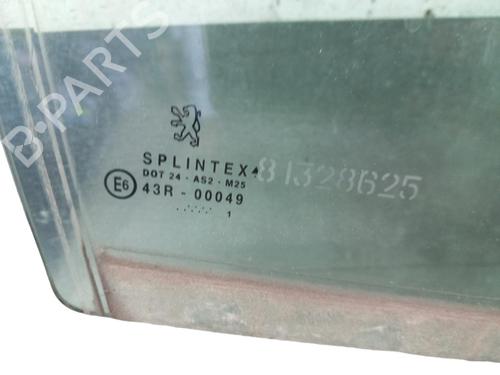 B-PARTS
SPLINTEX
81328625
DOT 24 - AS2 - M25
E6
43R - 00049
1